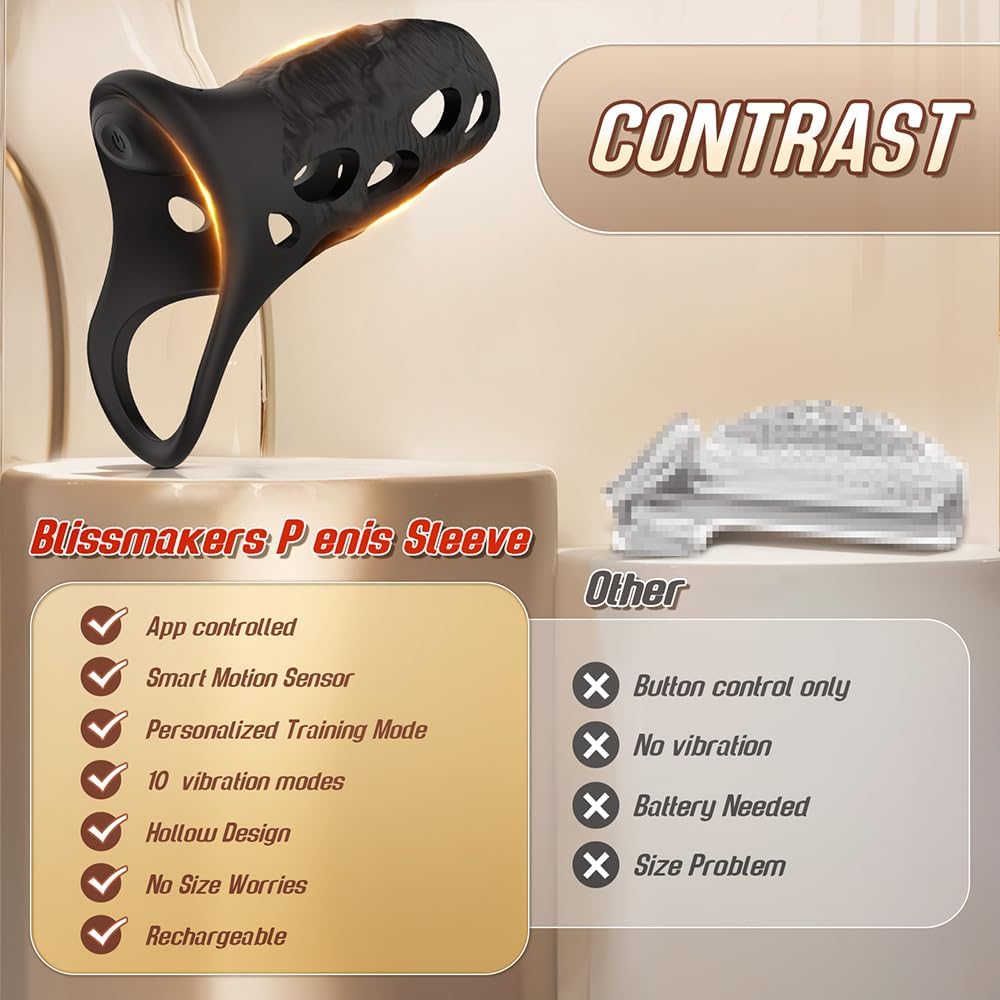 CONTRAST
Blissmakers P enis Sleeve
App controlled
Smart Motion Sensor
Personalized Training Mode
10 vibration modes
Hollow Design
No Size Worries
Rechargeable
Other
Button control only
No vibration
Battery Needed
Size Problem